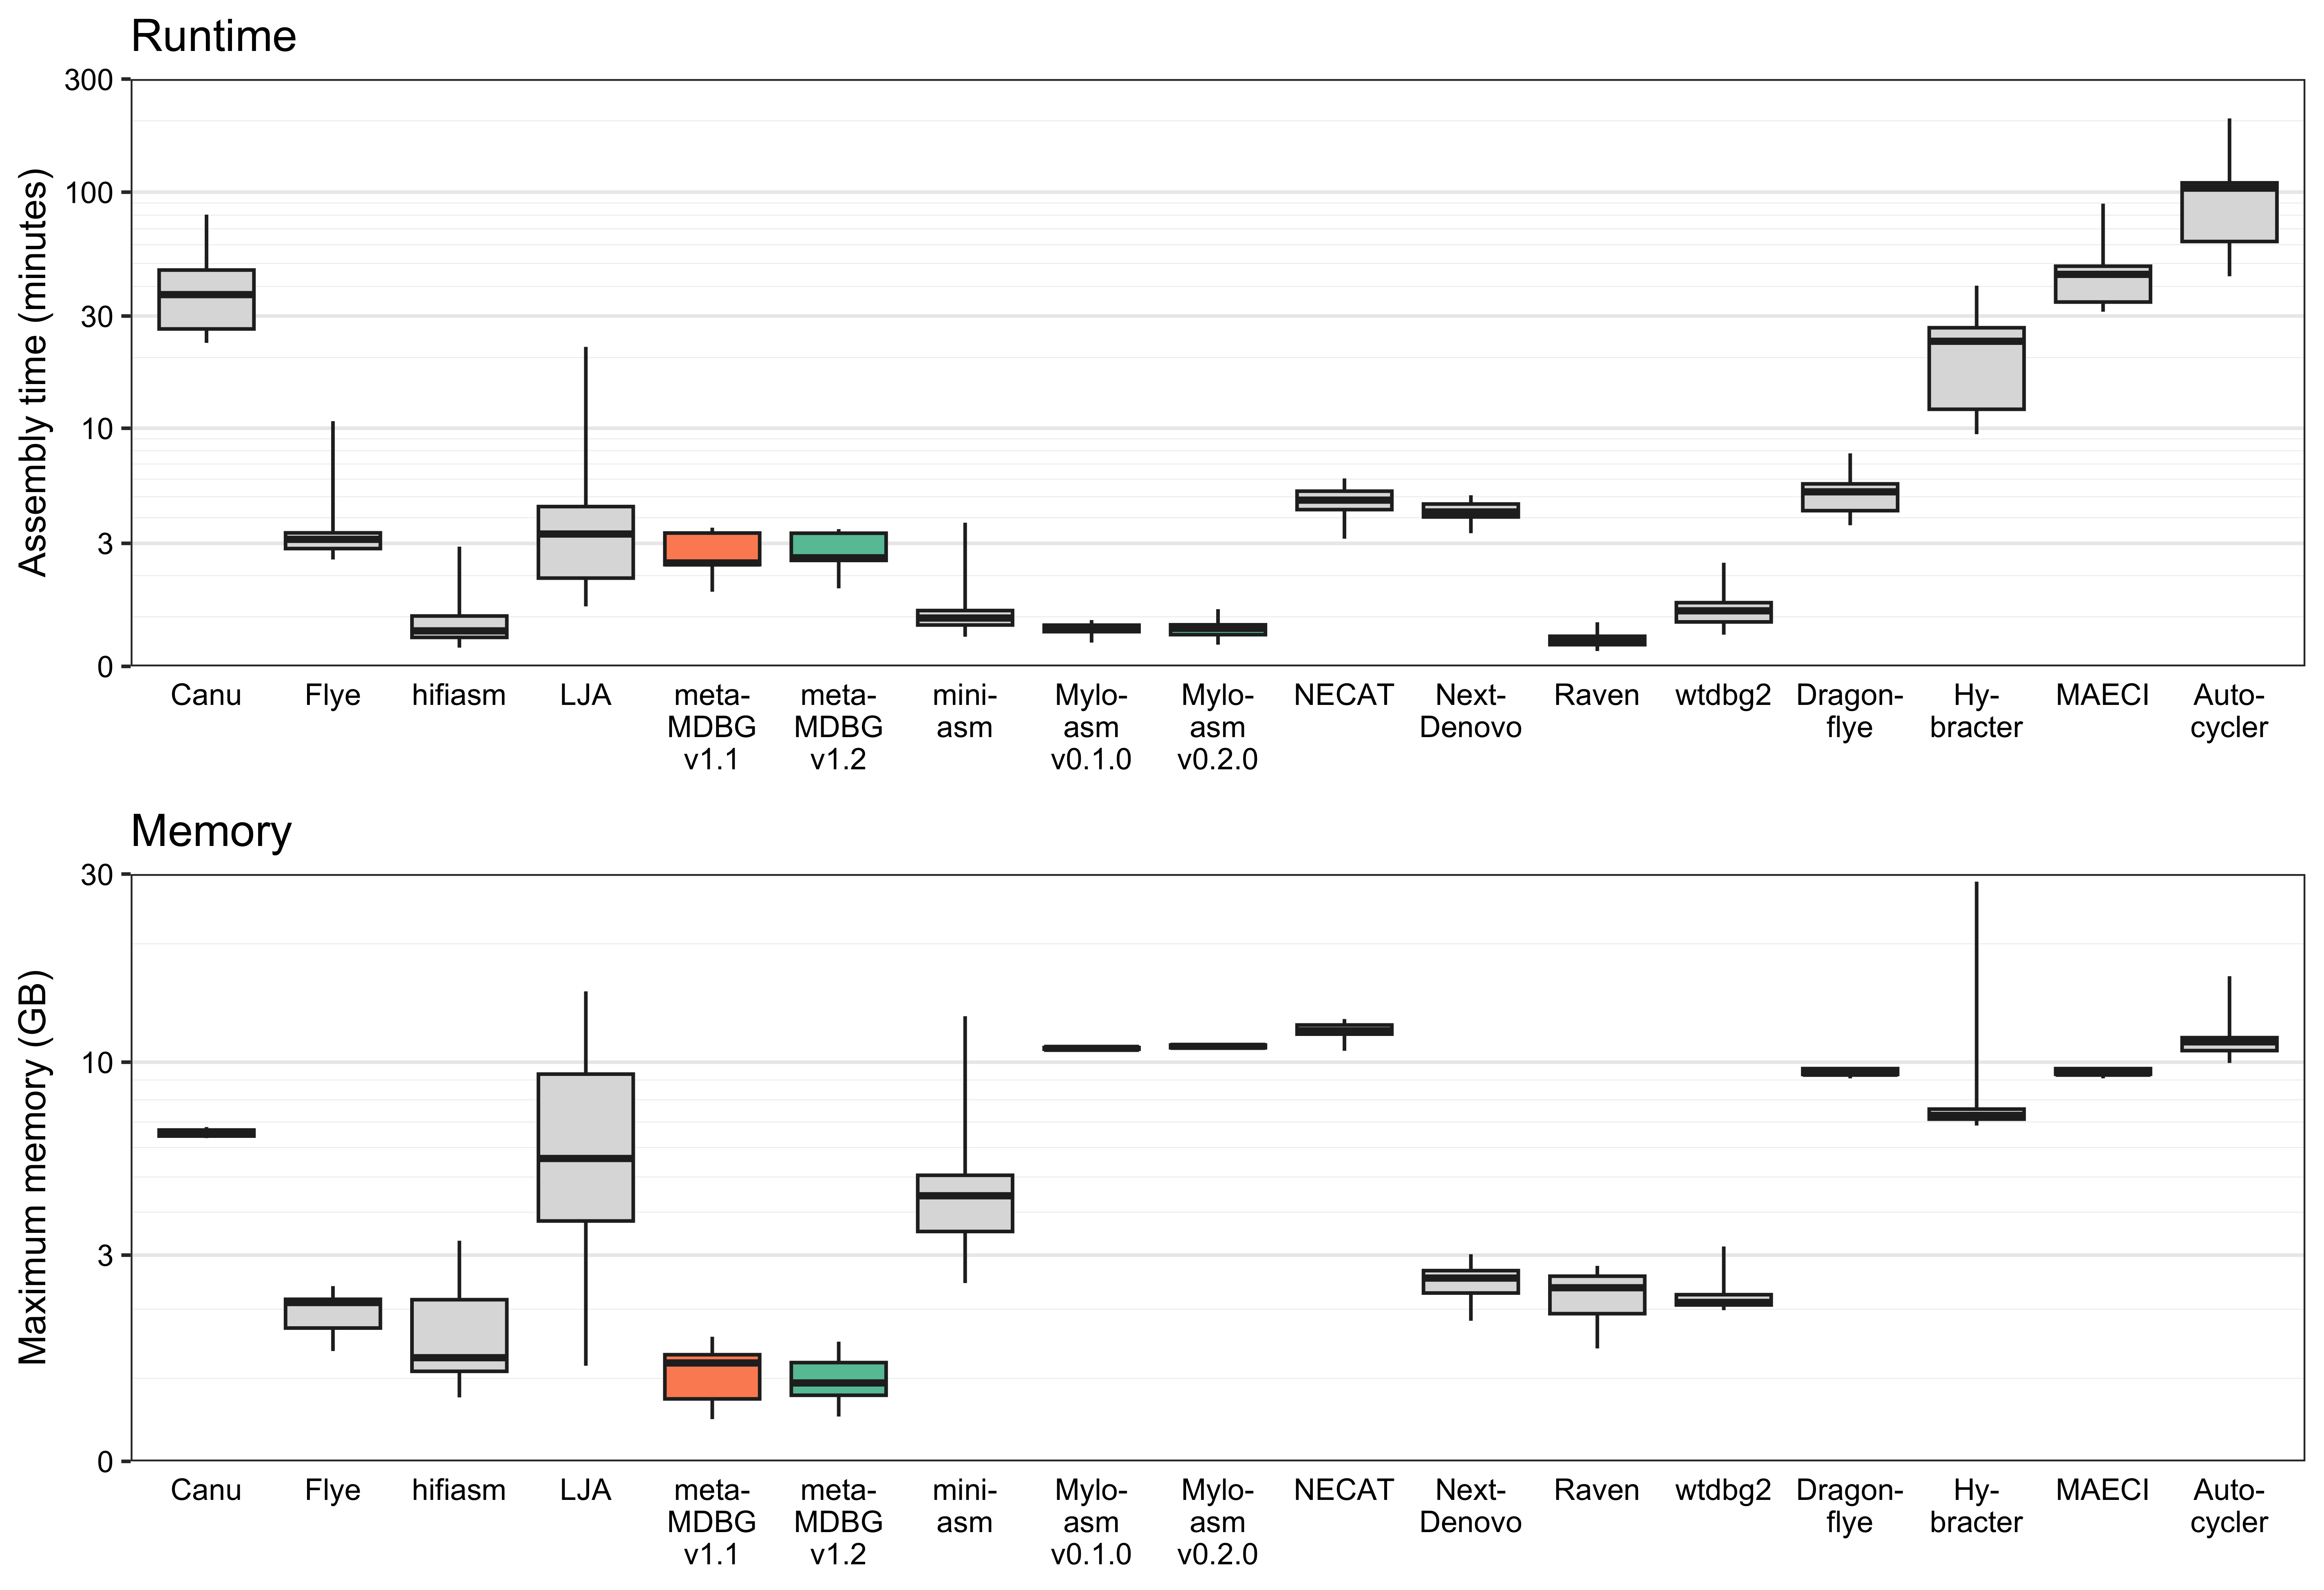 Runtime
Assembly time (minutes)
300
100
30
10
3
0
Canu
Flye
hifiasm
LJA
meta-
MDBG
v1.1
meta-
MDBG
v1.2
mini-
asm
Mylo-
asm
v0.1.0
Mylo-
asm
v0.2.0
NECAT
Next-
Denovo
Raven
wtdbg2
Dragon-
flye
Hy-
bracter
MAECI
Auto-
cycler
Memory
Maximum memory (GB)
30
10
3
0
Canu
Flye
hifiasm
LJA
meta-
MDBG
v1.1
meta-
MDBG
v1.2
mini-
asm
Mylo-
asm
v0.1.0
Mylo-
asm
v0.2.0
NECAT
Next-
Denovo
Raven
wtdbg2
Dragon-
flye
Hy-
bracter
MAECI
Auto-
cycler